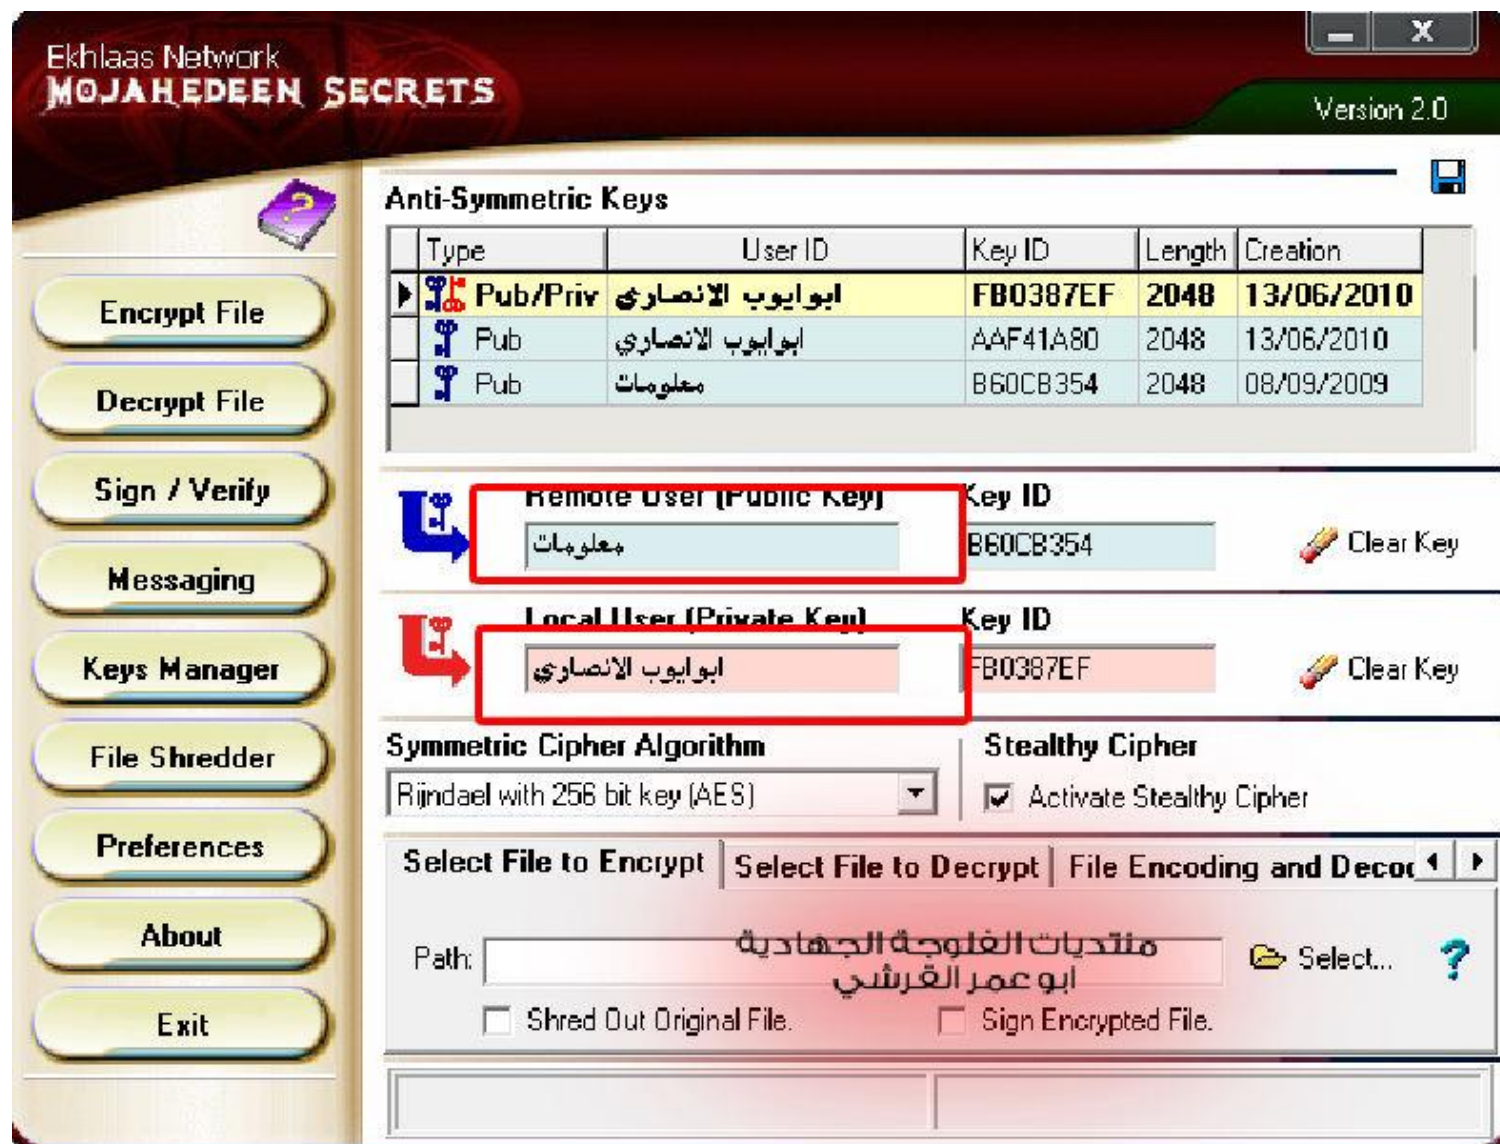 Ekhlaas Network
MOJAHEDEEN SECRETS
Version 2.0
Encrypt File
Decrypt File
Sign / Verify
Messaging
Keys Manager
File Shredder
Preferences
About
Exit
Anti-Symmetric Keys
Type User ID Key ID Length Creation
Pub/Priv ابوايوب الانصاري FB0387EF 2048 13/06/2010
Pub ابوايوب الانصاري AAF41A80 2048 13/06/2010
Pub معلومات B60CB354 2048 08/09/2009
Remote User (Public Key) Key ID
معلومات B60CB354 Clear Key
Local User (Private Key) Key ID
ابوايوب الانصاري FB0387EF Clear Key
Symmetric Cipher Algorithm Stealthy Cipher
Rijndael with 256 bit key (AES) Activate Stealthy Cipher
Select File to Encrypt Select File to Decrypt File Encoding and Decoc
منتديات الفلوجة الجهادية
Path: Select...
ابو عمر القرشي
Shred Out Original File. Sign Encrypted File.